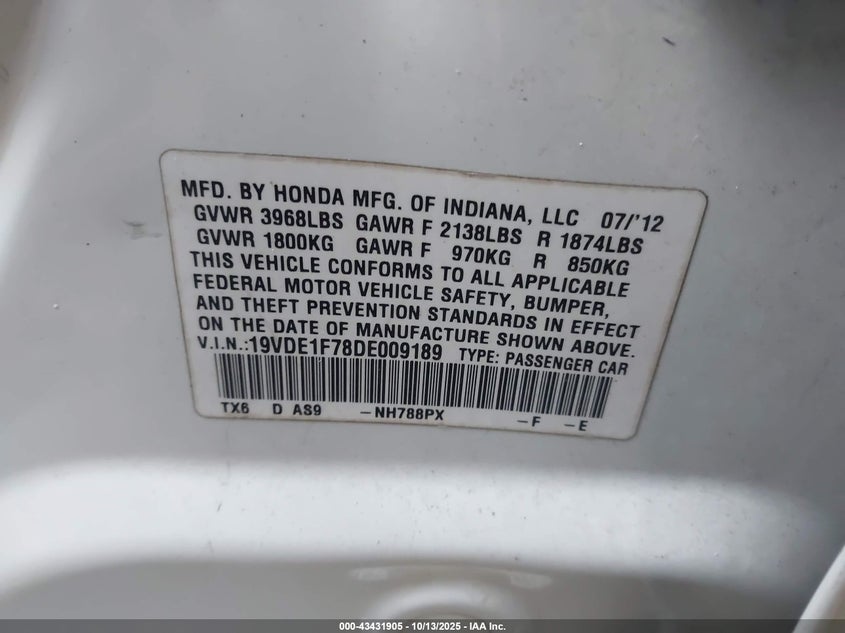 MFD. BY HONDA MFG. OF INDIANA, LLC 07/'12
GVWR 3968LBS GAWR F 2138LBS R 1874LBS
GVWR 1800KG GAWR F 970KG R 850KG
THIS VEHICLE CONFORMS TO ALL APPLICABLE
FEDERAL MOTOR VEHICLE SAFETY, BUMPER,
AND THEFT PREVENTION STANDARDS IN EFFECT
ON THE DATE OF MANUFACTURE SHOWN ABOVE.
V.I.N.:19VDE1F78DE009189 TYPE: PASSENGER CAR
TX6 D AS9 -NH788PX -F -E
000-43431905 - 10/13/2025 - IAA Inc.